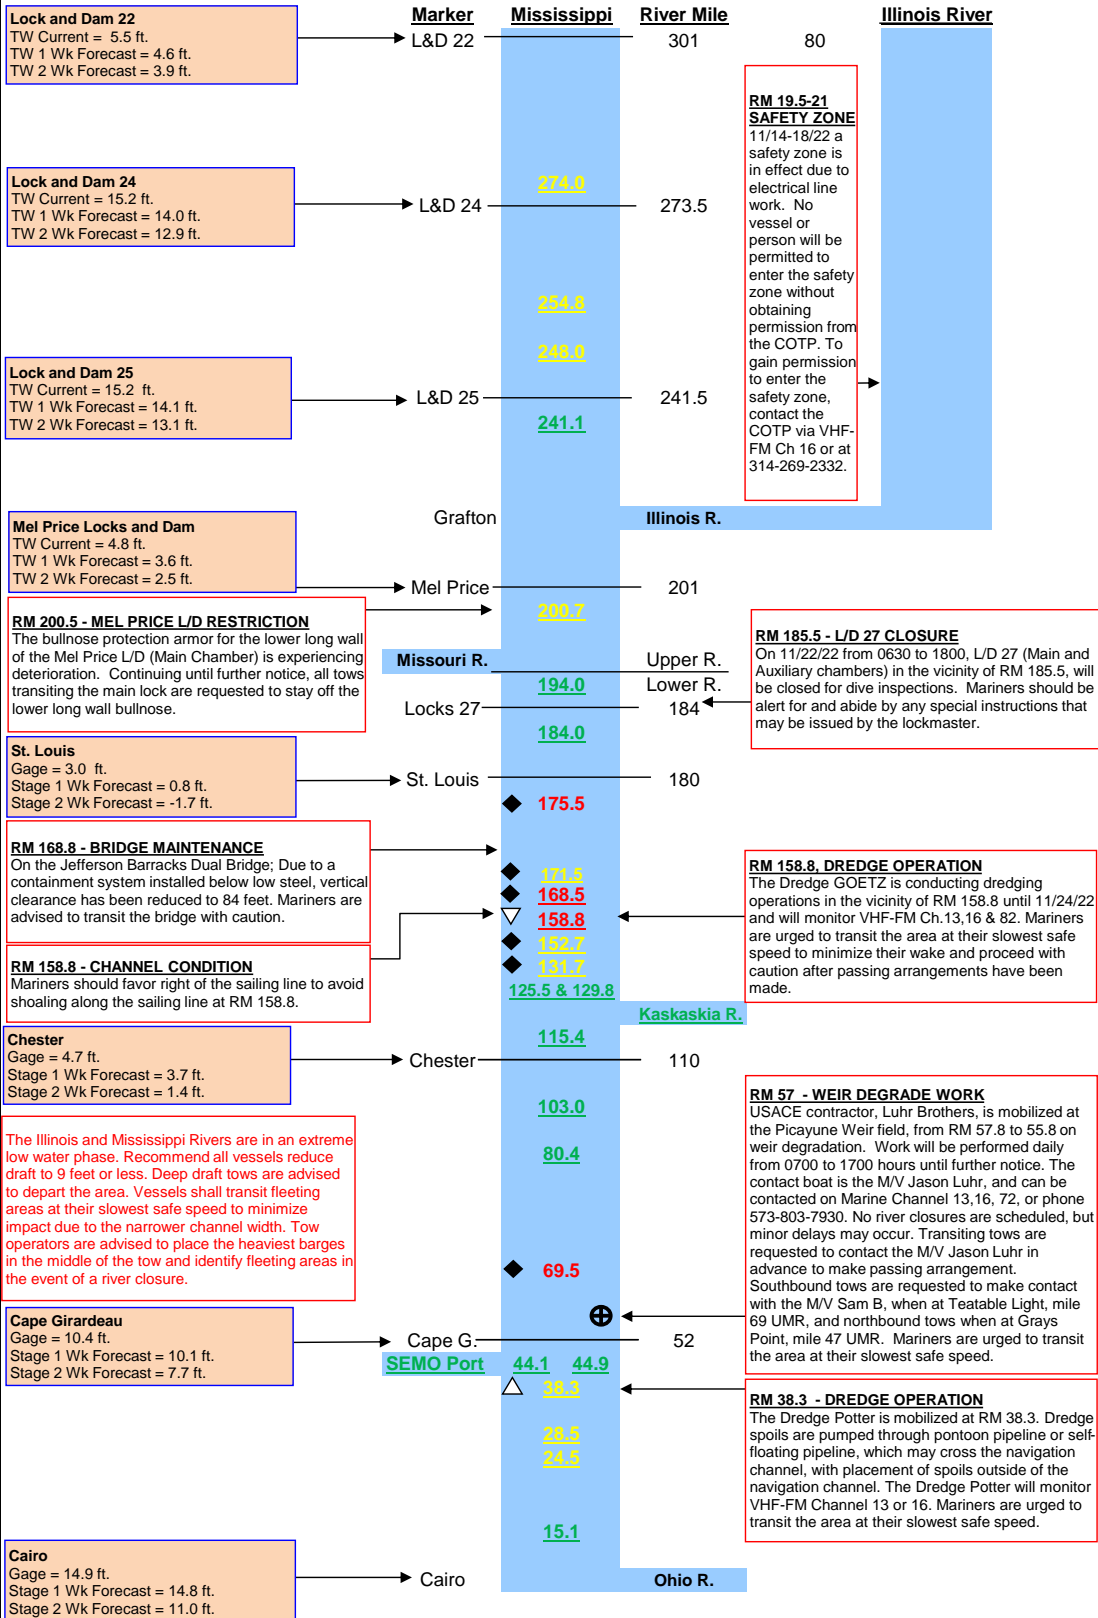 Marker Mississippi River Mile Illinois River
Lock and Dam 22
TW Current =  5.5 ft.
TW 1 Wk Forecast = 4.6 ft.
TW 2 Wk Forecast = 3.9 ft.
L&D 22 301 80
RM 19.5-21
SAFETY ZONE
11/14-18/22 a
safety zone is
in effect due to
electrical line
work.  No
vessel or
person will be
permitted to
enter the safety
zone without
obtaining
permission from
the COTP. To
gain permission
to enter the
safety zone,
contact the
COTP via VHF-
FM Ch 16 or at
314-269-2332.
274.0
Lock and Dam 24
TW Current = 15.2 ft.
TW 1 Wk Forecast = 14.0 ft.
TW 2 Wk Forecast = 12.9 ft.
L&D 24 273.5
254.8
248.0
Lock and Dam 25
TW Current = 15.2  ft.
TW 1 Wk Forecast = 14.1 ft.
TW 2 Wk Forecast = 13.1 ft.
L&D 25 241.5
241.1
Grafton Illinois R.
Mel Price Locks and Dam
TW Current = 4.8 ft.
TW 1 Wk Forecast = 3.6 ft.
TW 2 Wk Forecast = 2.5 ft.
Mel Price 201
200.7
RM 200.5 - MEL PRICE L/D RESTRICTION
The bullnose protection armor for the lower long wall
of the Mel Price L/D (Main Chamber) is experiencing
deterioration.  Continuing until further notice, all tows
transiting the main lock are requested to stay off the
lower long wall bullnose.
Missouri R. Upper R.
194.0 Lower R.
Locks 27 184
RM 185.5 - L/D 27 CLOSURE
On 11/22/22 from 0630 to 1800, L/D 27 (Main and
Auxiliary chambers) in the vicinity of RM 185.5, will
be closed for dive inspections.  Mariners should be
alert for and abide by any special instructions that
may be issued by the lockmaster.
184.0
St. Louis
Gage = 3.0  ft.
Stage 1 Wk Forecast = 0.8 ft.
Stage 2 Wk Forecast = -1.7 ft.
St. Louis 180
175.5
RM 168.8 - BRIDGE MAINTENANCE
On the Jefferson Barracks Dual Bridge; Due to a
containment system installed below low steel, vertical
clearance has been reduced to 84 feet. Mariners are
advised to transit the bridge with caution.
171.5
168.5
158.8
152.7
131.7
125.5 & 129.8
RM 158.8, DREDGE OPERATION
The Dredge GOETZ is conducting dredging
operations in the vicinity of RM 158.8 until 11/24/22
and will monitor VHF-FM Ch.13,16 & 82. Mariners
are urged to transit the area at their slowest safe
speed to minimize their wake and proceed with
caution after passing arrangements have been
made.
RM 158.8 - CHANNEL CONDITION
Mariners should favor right of the sailing line to avoid
shoaling along the sailing line at RM 158.8.
Kaskaskia R.
115.4
Chester
Gage = 4.7 ft.
Stage 1 Wk Forecast = 3.7 ft.
Stage 2 Wk Forecast = 1.4 ft.
Chester 110
103.0
80.4
RM 57  - WEIR DEGRADE WORK
USACE contractor, Luhr Brothers, is mobilized at
the Picayune Weir field, from RM 57.8 to 55.8 on
weir degradation.  Work will be performed daily
from 0700 to 1700 hours until further notice. The
contact boat is the M/V Jason Luhr, and can be
contacted on Marine Channel 13,16, 72, or phone
573-803-7930. No river closures are scheduled, but
minor delays may occur. Transiting tows are
requested to contact the M/V Jason Luhr in
advance to make passing arrangement.
Southbound tows are requested to make contact
with the M/V Sam B, when at Teatable Light, mile
69 UMR, and northbound tows when at Grays
Point, mile 47 UMR.  Mariners are urged to transit
the area at their slowest safe speed.
The Illinois and Mississippi Rivers are in an extreme
low water phase. Recommend all vessels reduce
draft to 9 feet or less. Deep draft tows are advised
to depart the area. Vessels shall transit fleeting
areas at their slowest safe speed to minimize
impact due to the narrower channel width. Tow
operators are advised to place the heaviest barges
in the middle of the tow and identify fleeting areas in
the event of a river closure.
69.5
Cape Girardeau
Gage = 10.4 ft.
Stage 1 Wk Forecast = 10.1 ft.
Stage 2 Wk Forecast = 7.7 ft.
Cape G. 52
SEMO Port 44.1 44.9
38.3
RM 38.3  - DREDGE OPERATION
The Dredge Potter is mobilized at RM 38.3. Dredge
spoils are pumped through pontoon pipeline or self-
floating pipeline, which may cross the navigation
channel, with placement of spoils outside of the
navigation channel. The Dredge Potter will monitor
VHF-FM Channel 13 or 16. Mariners are urged to
transit the area at their slowest safe speed.
28.5
24.5
15.1
Cairo
Gage = 14.9 ft.
Stage 1 Wk Forecast = 14.8 ft.
Stage 2 Wk Forecast = 11.0 ft.
Cairo Ohio R.